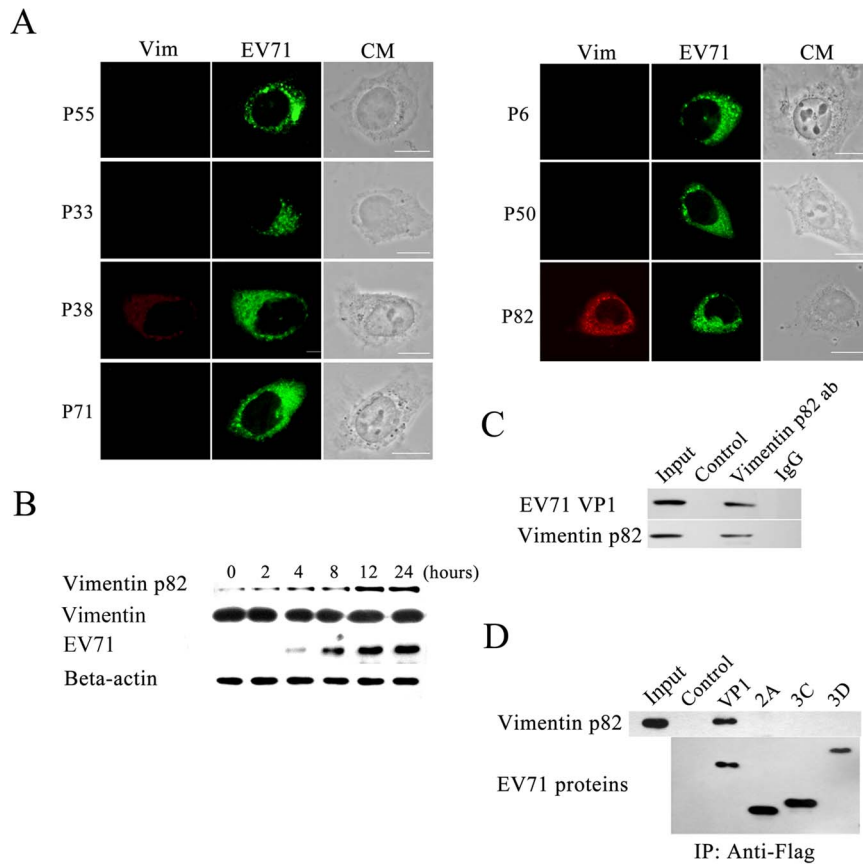 A
Vim EV71 CM
P55
P33
P38
P71
Vim EV71 CM
P6
P50
P82
B
0 2 4 8 12 24 (hours)
Vimentin p82
Vimentin
EV71
Beta-actin
C
Input Control Vimentin p82 ab IgG
EV71 VP1
Vimentin p82
D
Input Control VP1 2A 3C 3D
Vimentin p82
EV71 proteins
IP: Anti-Flag